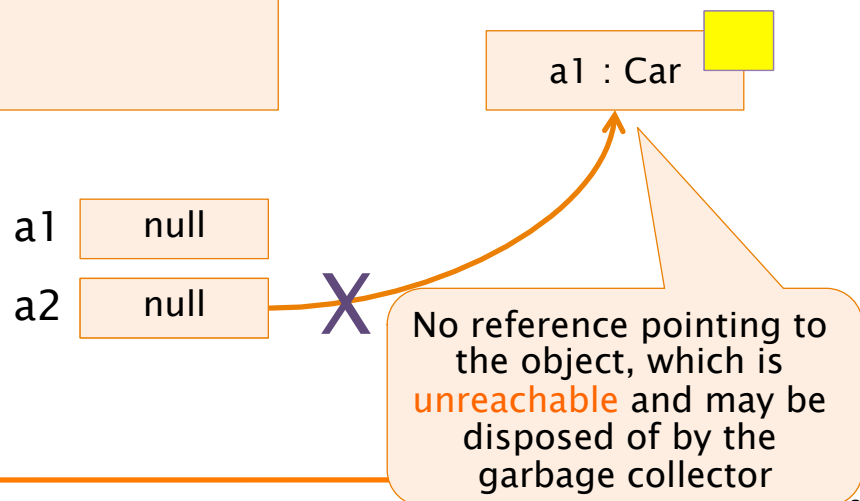 a1 : Car
a1 null
a2 null
X
No reference pointing to
the object, which is
unreachable and may be
disposed of by the
garbage collector